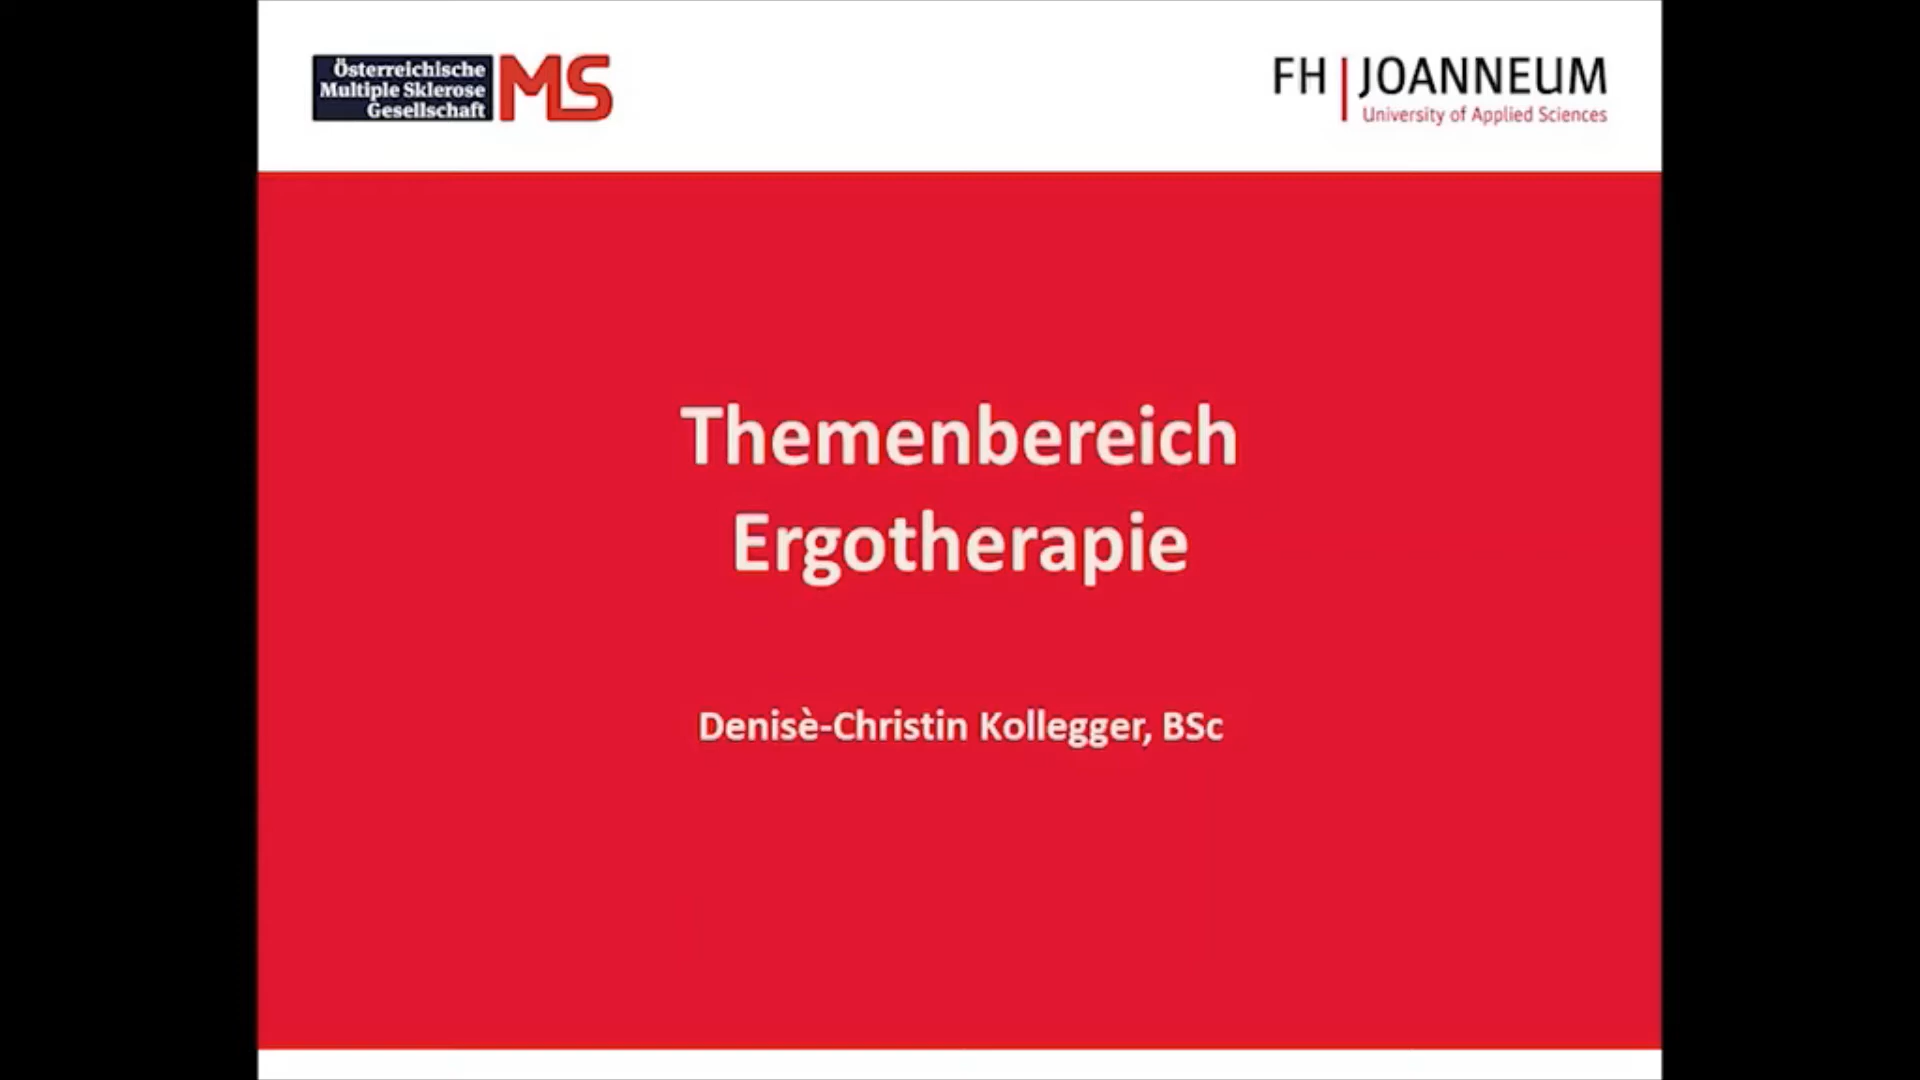 Österreichische
Multiple Sklerose
Gesellschaft
MS
FH | JOANNEUM
University of Applied Sciences
Themenbereich
Ergotherapie
Denisè-Christin Kollegger, BSc